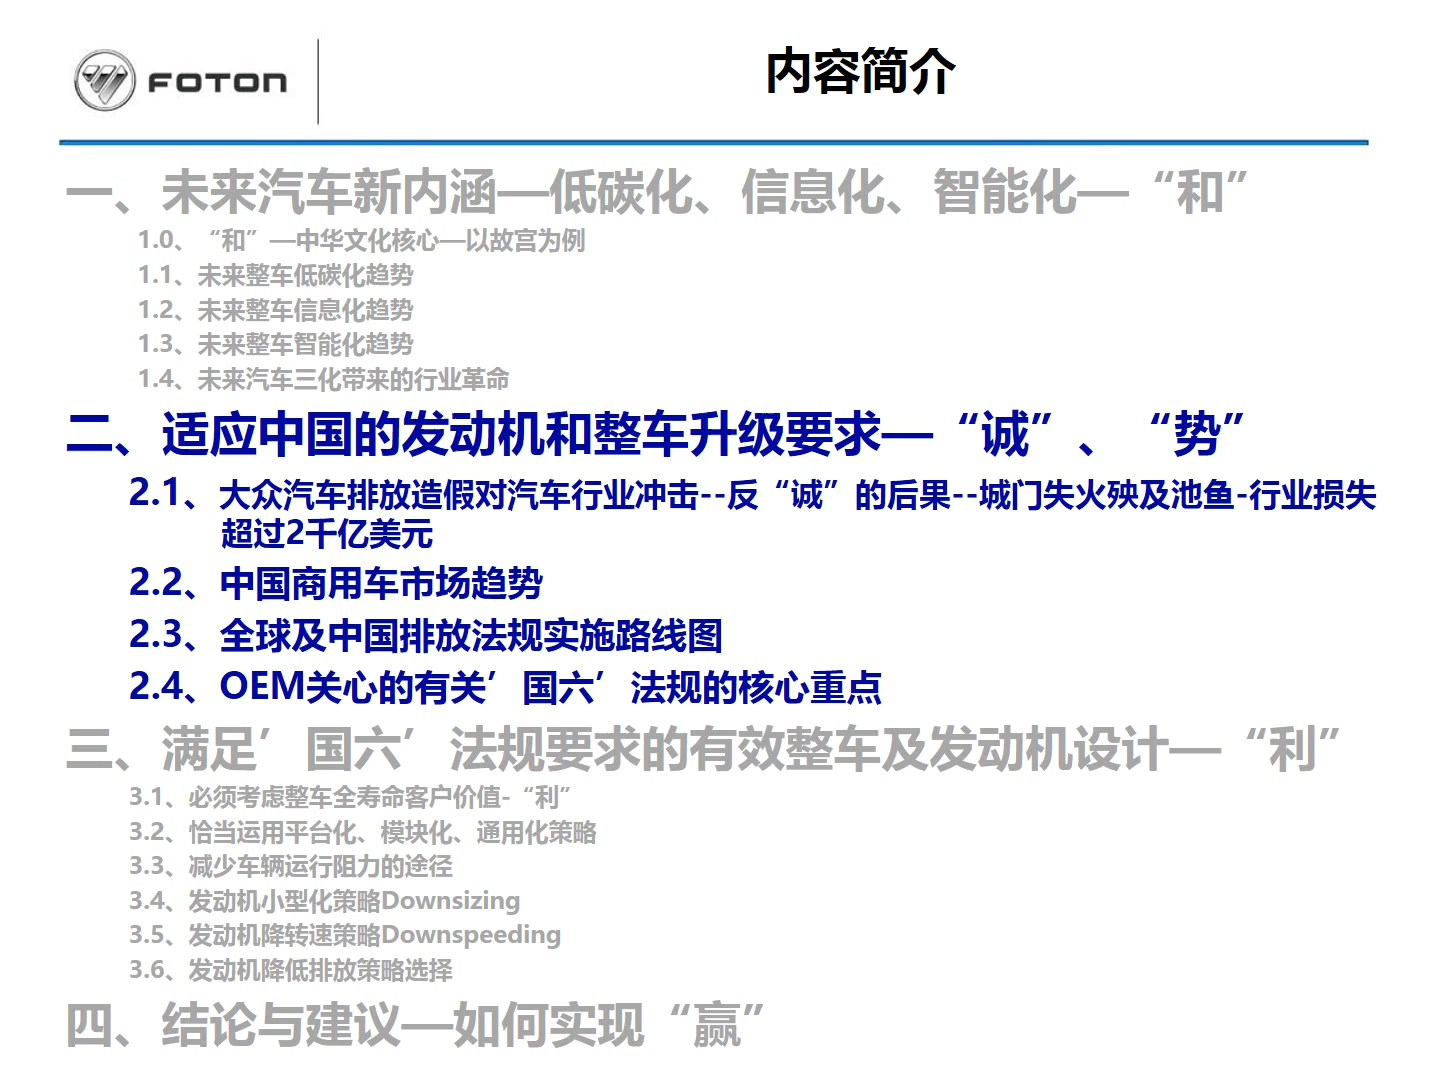 FOTON
内容简介
一、未来汽车新内涵—低碳化、信息化、智能化—“和”
1.0、“和”—中华文化核心—以故宫为例
1.1、未来整车低碳化趋势
1.2、未来整车信息化趋势
1.3、未来整车智能化趋势
1.4、未来汽车三化带来的行业革命
二、适应中国的发动机和整车升级要求—“诚”、“势”
2.1、大众汽车排放造假对汽车行业冲击--反“诚”的后果--城门失火殃及池鱼-行业损失
超过2千亿美元
2.2、中国商用车市场趋势
2.3、全球及中国排放法规实施路线图
2.4、OEM关心的有关’国六’法规的核心重点
三、满足’国六’法规要求的有效整车及发动机设计—“利”
3.1、必须考虑整车全寿命客户价值-“利”
3.2、恰当运用平台化、模块化、通用化策略
3.3、减少车辆运行阻力的途径
3.4、发动机小型化策略Downsizing
3.5、发动机降转速策略Downspeeding
3.6、发动机降低排放策略选择
四、结论与建议—如何实现“赢”